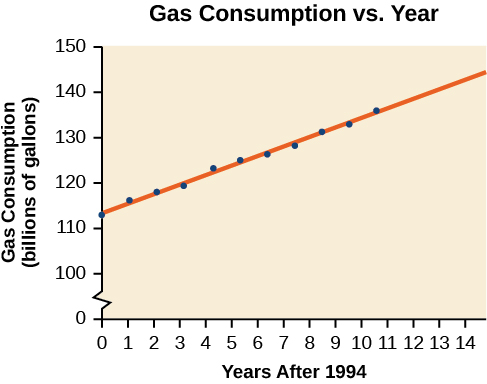 Gas Consumption vs. Year
Gas Consumption
(billions of gallons)
150
140
130
120
110
100
0
0 1 2 3 4 5 6 7 8 9 10 11 12 13 14
Years After 1994